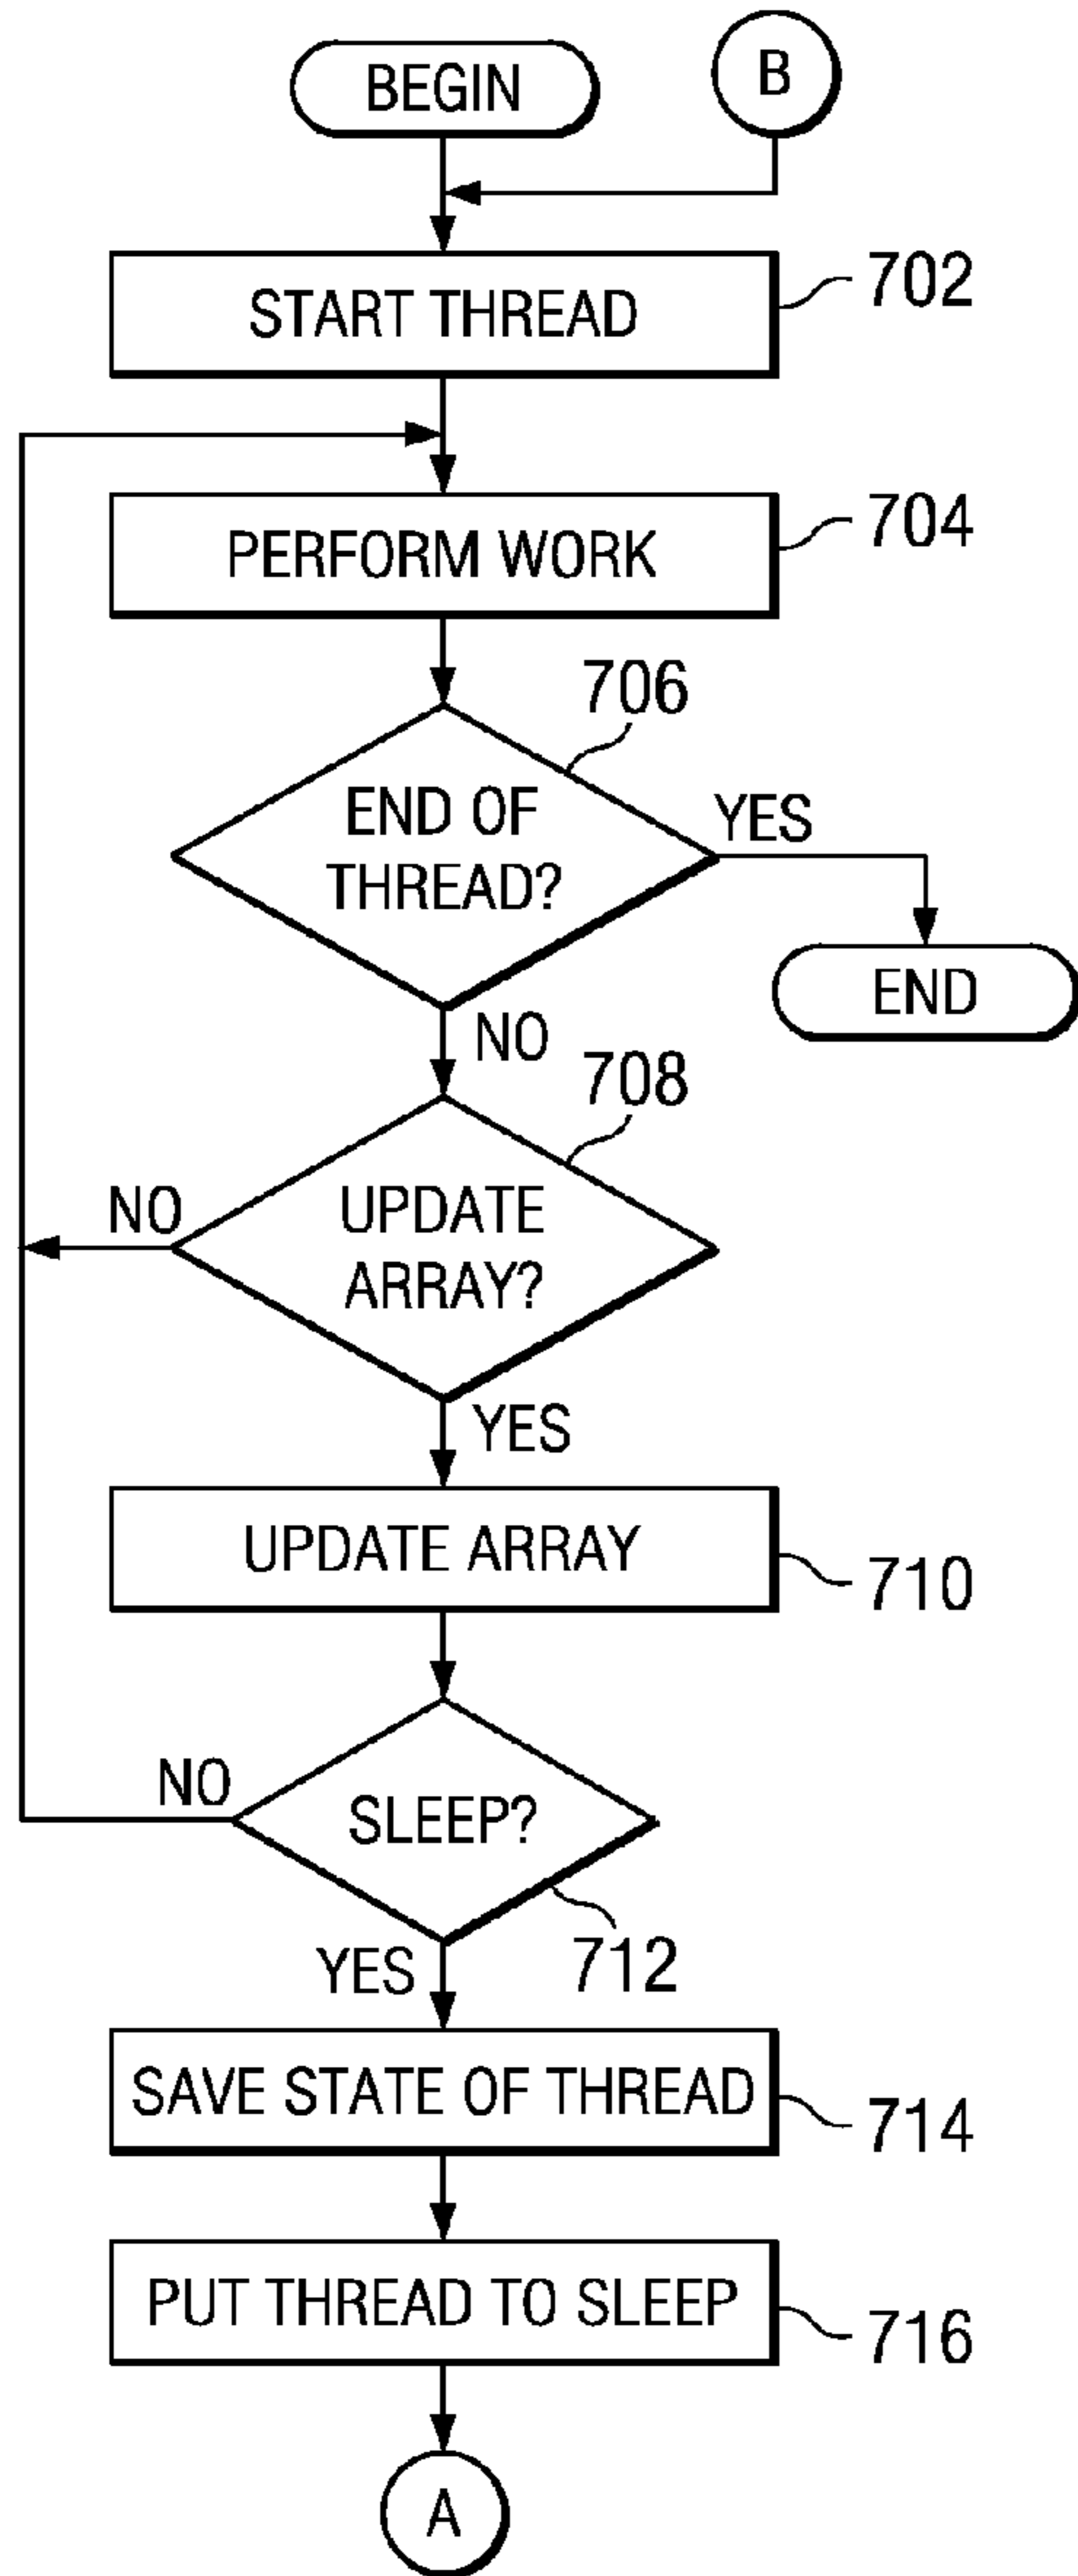 BEGIN
B
START THREAD
702
PERFORM WORK
704
706
END OF
THREAD?
YES
END
NO
708
NO
UPDATE
ARRAY?
YES
UPDATE ARRAY
710
NO
SLEEP?
712
YES
SAVE STATE OF THREAD
714
PUT THREAD TO SLEEP
716
A